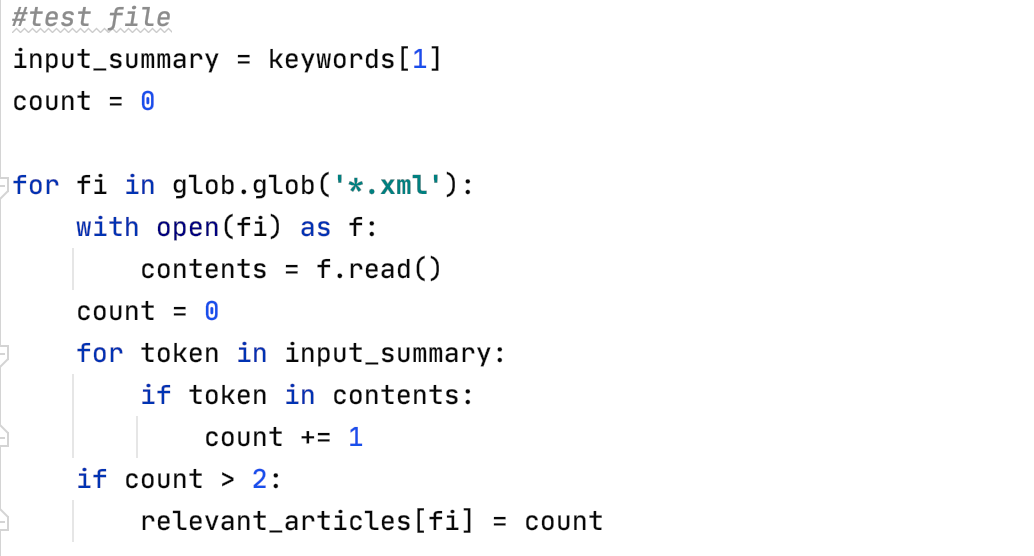 #test file
input_summary = keywords[1]
count = 0
for fi in glob.glob('*.xml'):
    with open(fi) as f:
        contents = f.read()
    count = 0
    for token in input_summary:
        if token in contents:
            count += 1
    if count > 2:
        relevant_articles[fi] = count